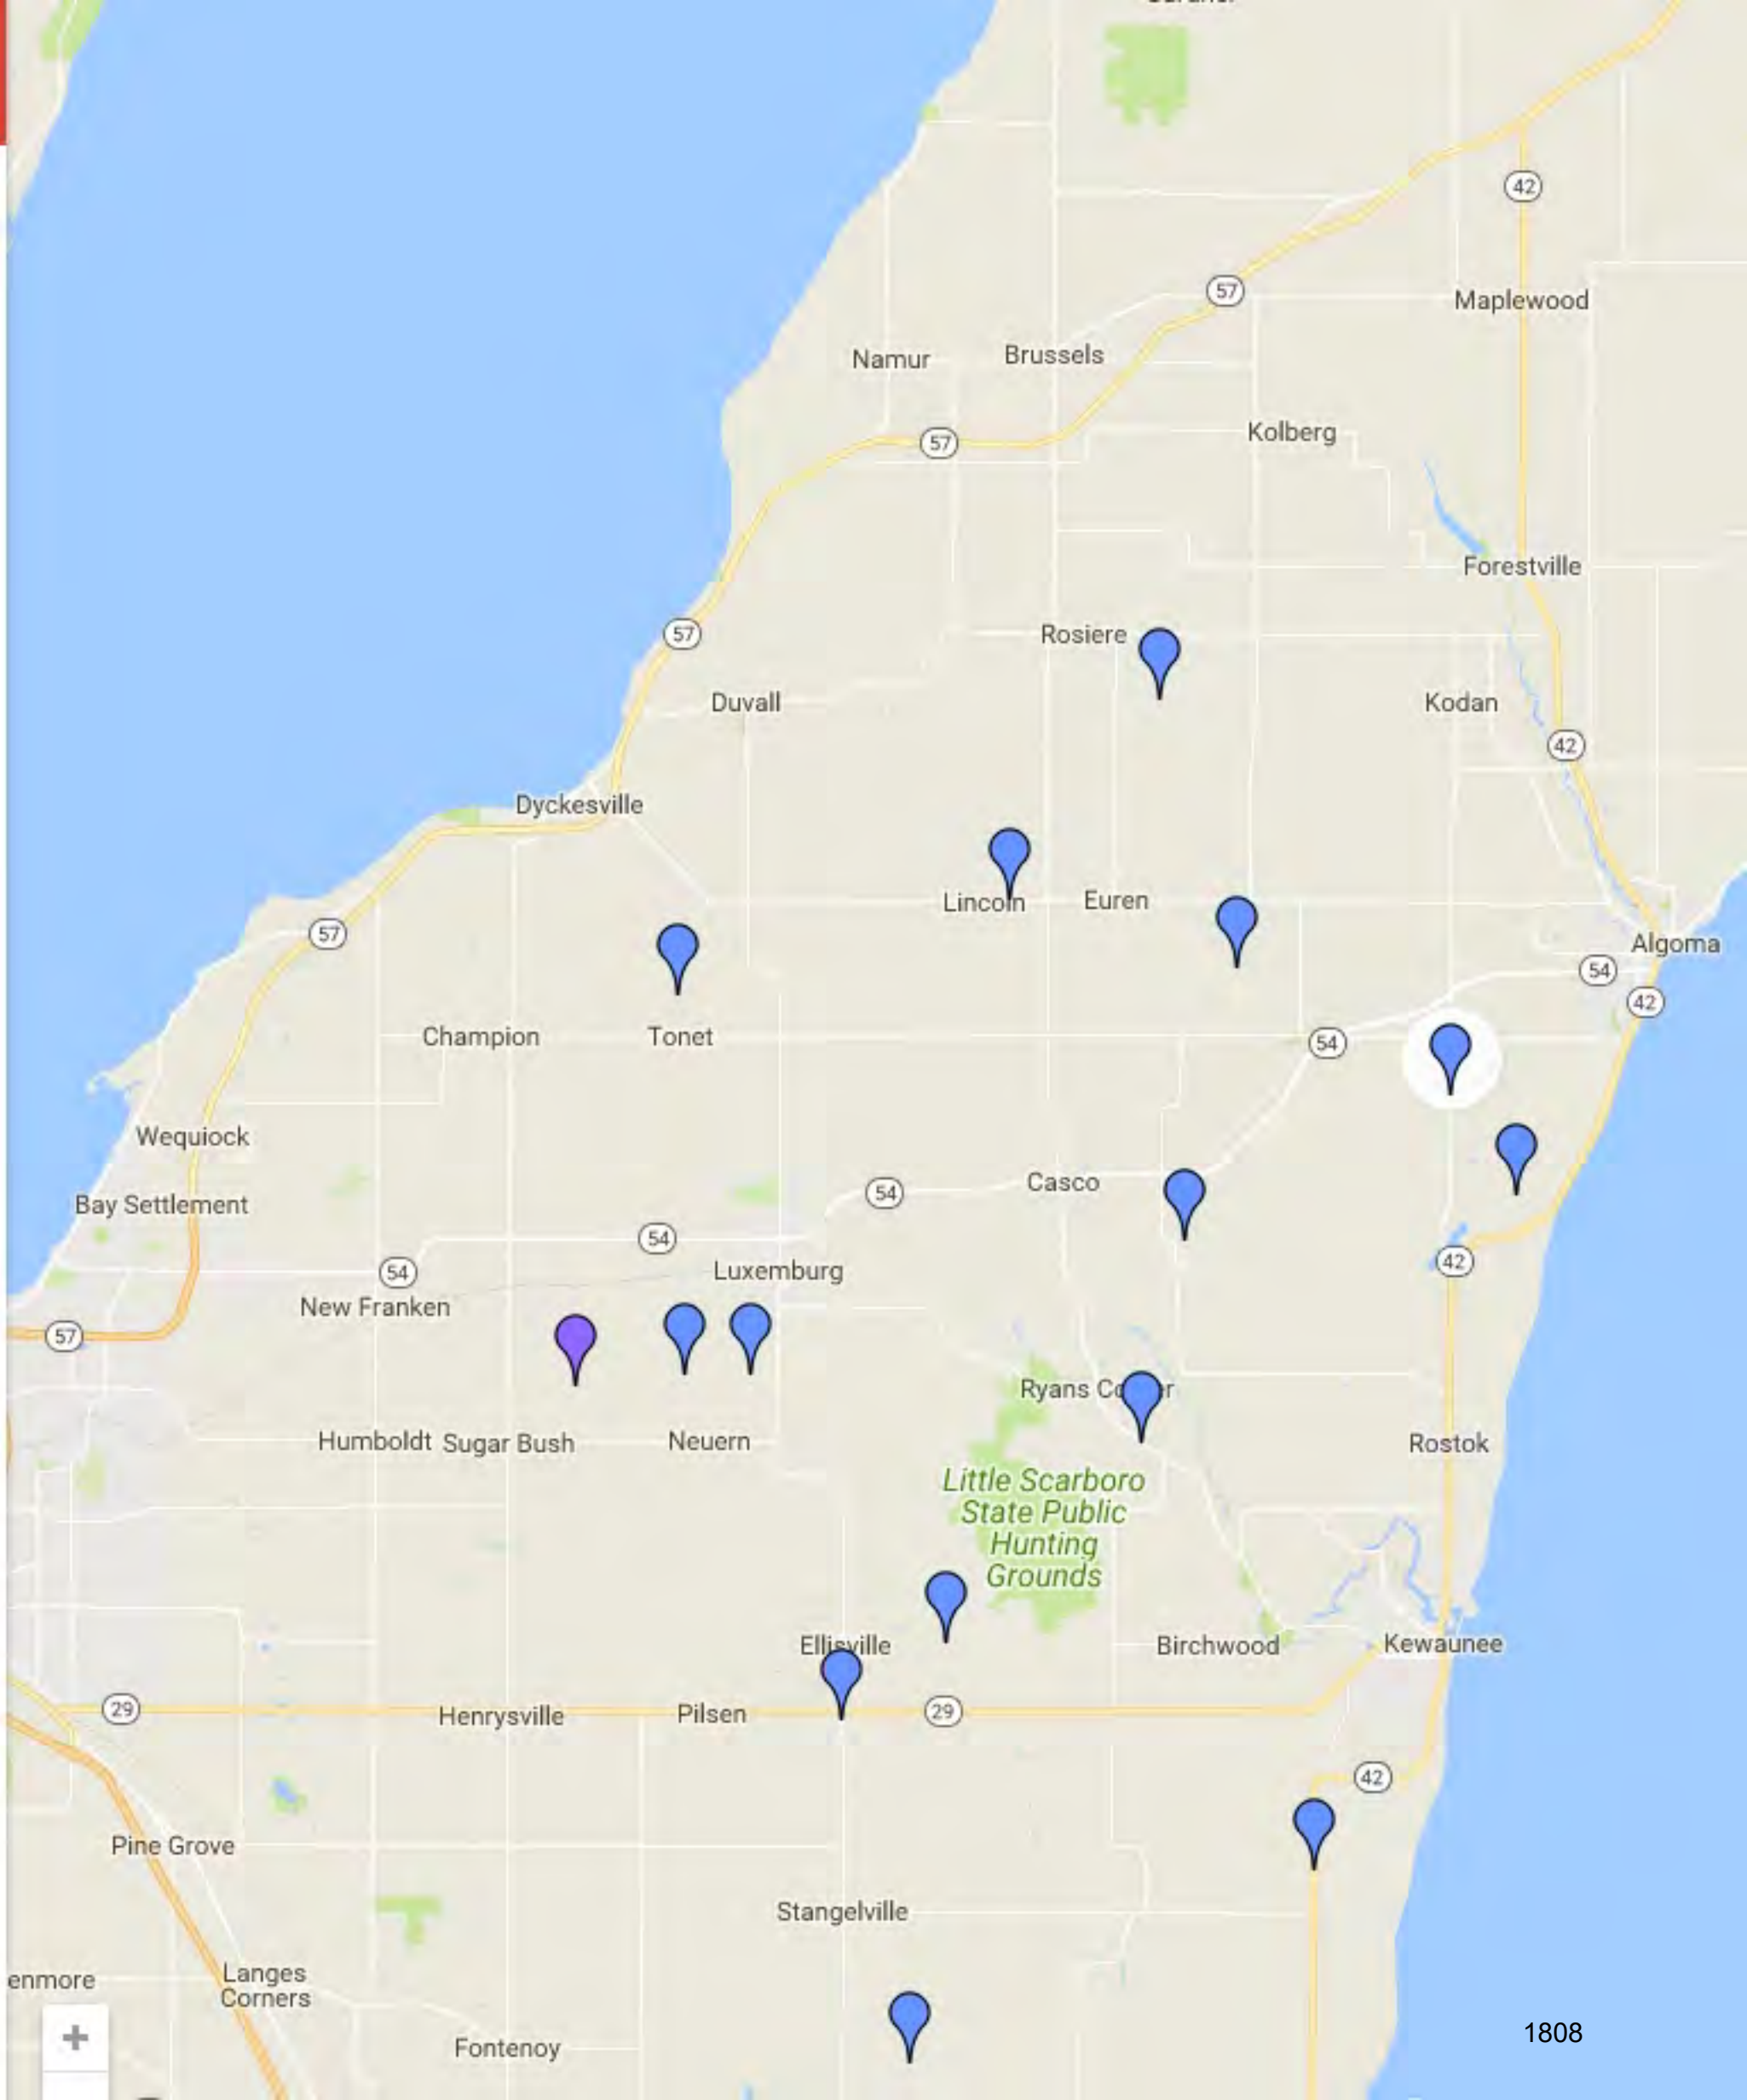 42
57
Maplewood
Namur
Brussels
57
Kolberg
Forestville
57
Rosiere
Duvall
Kodan
42
Dyckesville
Lincoln
Euren
57
Algoma
54
42
Champion
Tonet
54
Wequiock
Casco
54
Bay Settlement
54
54
Luxemburg
42
New Franken
57
Humboldt
Sugar Bush
Neuern
Rostok
Little Scarboro
State Public
Hunting
Grounds
Ellisville
Birchwood
Kewaunee
29
Henrysville
Pilsen
29
42
Pine Grove
Stangelville
enmore
Langes
Corners
Fontenoy
1808
+